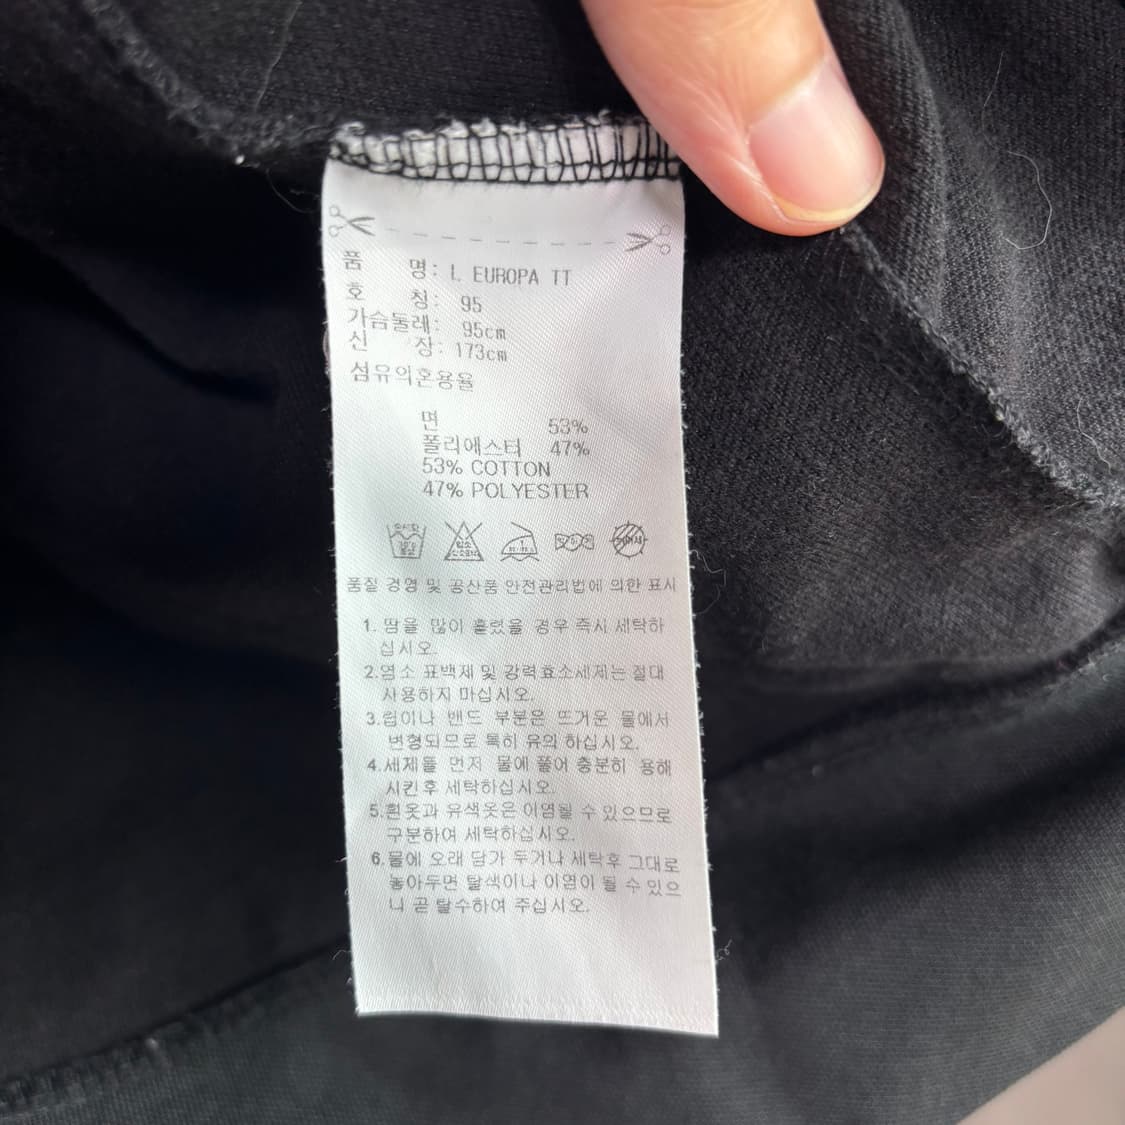 품 명: L EUROPA TT
호 칭: 95
가슴둘레: 95cm
신 장: 173cm
섬유의혼용율
면 53%
폴리에스터 47%
53% COTTON
47% POLYESTER
품질 경영 및 공산품 안전관리법에 의한 표시
1. 땀을 많이 흘렸을 경우 즉시 세탁하
십시오.
2.염소 표백제 및 강력효소세제는 절대
사용하지 마십시오.
3.립이나 밴드 부분은 뜨거운 물에서
변형되므로 특히 유의 하십시오.
4.세제를 먼저 물에 풀어 충분히 용해
시킨후 세탁하십시오.
5.흰옷과 유색옷은 이염될 수 있으므로
구분하여 세탁하십시오.
6.물에 오래 담가 두거나 세탁후 그대로
놓아두면 탈색이나 이염이 될 수 있으
니 곧 탈수하여 주십시오.